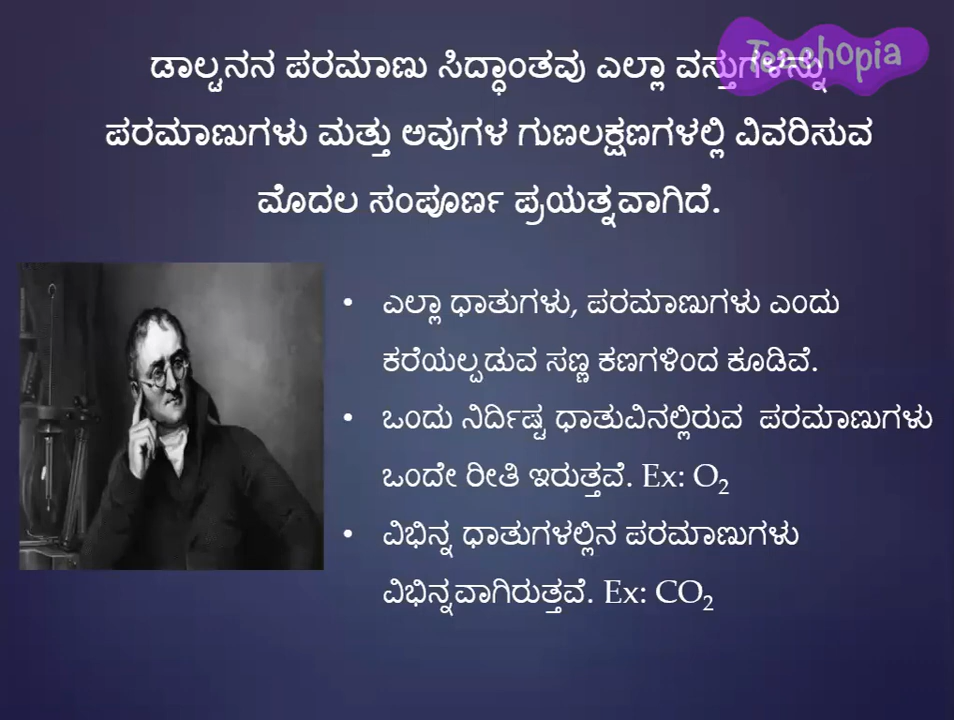 Teachopia
ಡಾಲ್ಟನನ ಪರಮಾಣು ಸಿದ್ಧಾಂತವು ಎಲ್ಲಾ ವಸ್ತುಗಳನ್ನು
ಪರಮಾಣುಗಳು ಮತ್ತು ಅವುಗಳ ಗುಣಲಕ್ಷಣಗಳಲ್ಲಿ ವಿವರಿಸುವ
ಮೊದಲ ಸಂಪೂರ್ಣ ಪ್ರಯತ್ನವಾಗಿದೆ.
• ಎಲ್ಲಾ ಧಾತುಗಳು, ಪರಮಾಣುಗಳು ಎಂದು
ಕರೆಯಲ್ಪಡುವ ಸಣ್ಣ ಕಣಗಳಿಂದ ಕೂಡಿವೆ.
• ಒಂದು ನಿರ್ದಿಷ್ಟ ಧಾತುವಿನಲ್ಲಿರುವ ಪರಮಾಣುಗಳು
ಒಂದೇ ರೀತಿ ಇರುತ್ತವೆ. Ex: O₂
• ವಿಭಿನ್ನ ಧಾತುಗಳಲ್ಲಿನ ಪರಮಾಣುಗಳು
ವಿಭಿನ್ನವಾಗಿರುತ್ತವೆ. Ex: CO₂